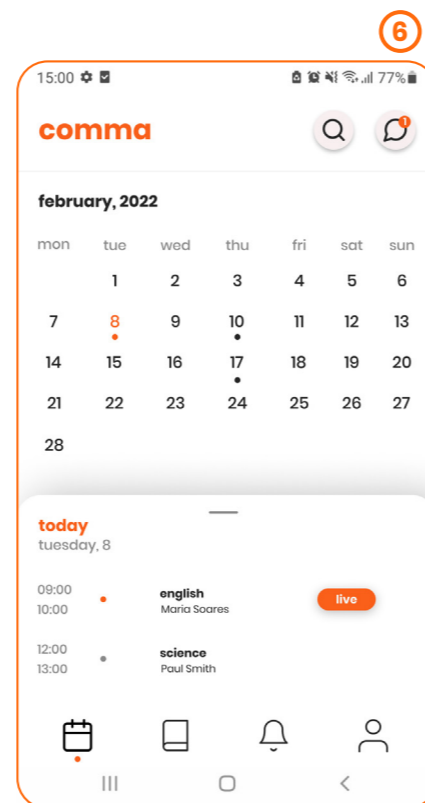 6
15:00 77%
comma 1
february, 2022
mon tue wed thu fri sat sun
1 2 3 4 5 6
7 8 9 10 11 12 13
14 15 16 17 18 19 20
21 22 23 24 25 26 27
28
today
tuesday, 8
09:00 english live
10:00 Maria Soares
12:00 science
13:00 Paul Smith